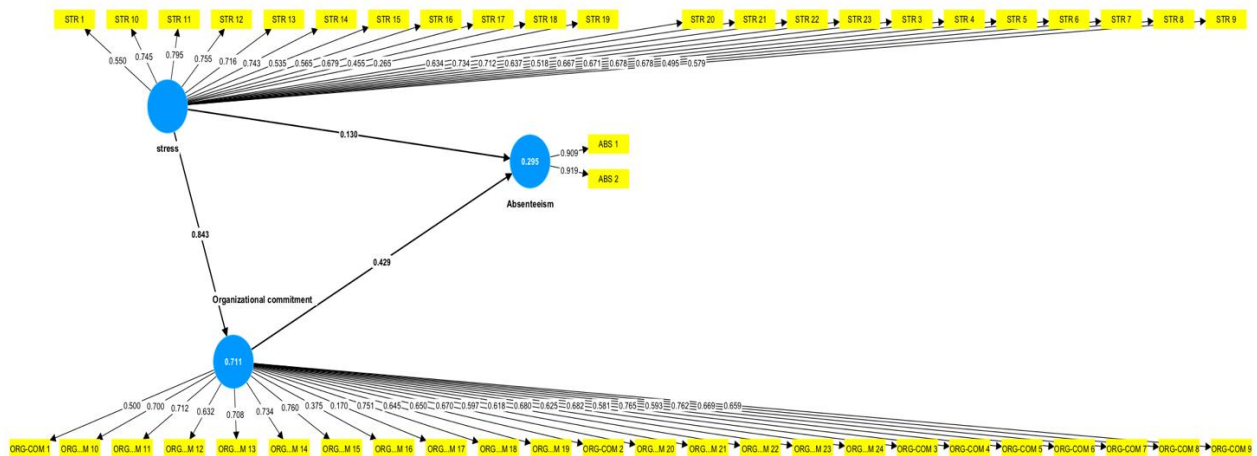 STR 1 STR 10 STR 11 STR 12 STR 13 STR 14 STR 15 STR 16 STR 17 STR 18 STR 19 STR 20 STR 21 STR 22 STR 23 STR 3 STR 4 STR 5 STR 6 STR 7 STR 8 STR 9
0.550 0.745 0.795 0.755 0.716 0.743 0.535 0.565 0.679 0.455 0.265 0.634 0.734 0.712 0.637 0.518 0.667 0.671 0.678 0.678 0.495 0.579
stress
0.130
0.295
0.909
ABS 1
0.919
ABS 2
Absenteeism
0.843
0.429
Organizational commitment
0.711
0.500 0.700 0.712 0.632 0.708 0.734 0.760 0.375 0.170 0.751 0.645 0.650 0.670 0.597 0.618 0.680 0.625 0.682 0.581 0.765 0.593 0.762 0.669 0.659
ORG-COM 1 ORG...M 10 ORG...M 11 ORG...M 12 ORG...M 13 ORG...M 14 ORG...M 15 ORG...M 16 ORG...M 17 ORG...M 18 ORG...M 19 ORG-COM 2 ORG...M 20 ORG...M 21 ORG...M 22 ORG...M 23 ORG...M 24 ORG-COM 3 ORG-COM 4 ORG-COM 5 ORG-COM 6 ORG-COM 7 ORG-COM 8 ORG-COM 9